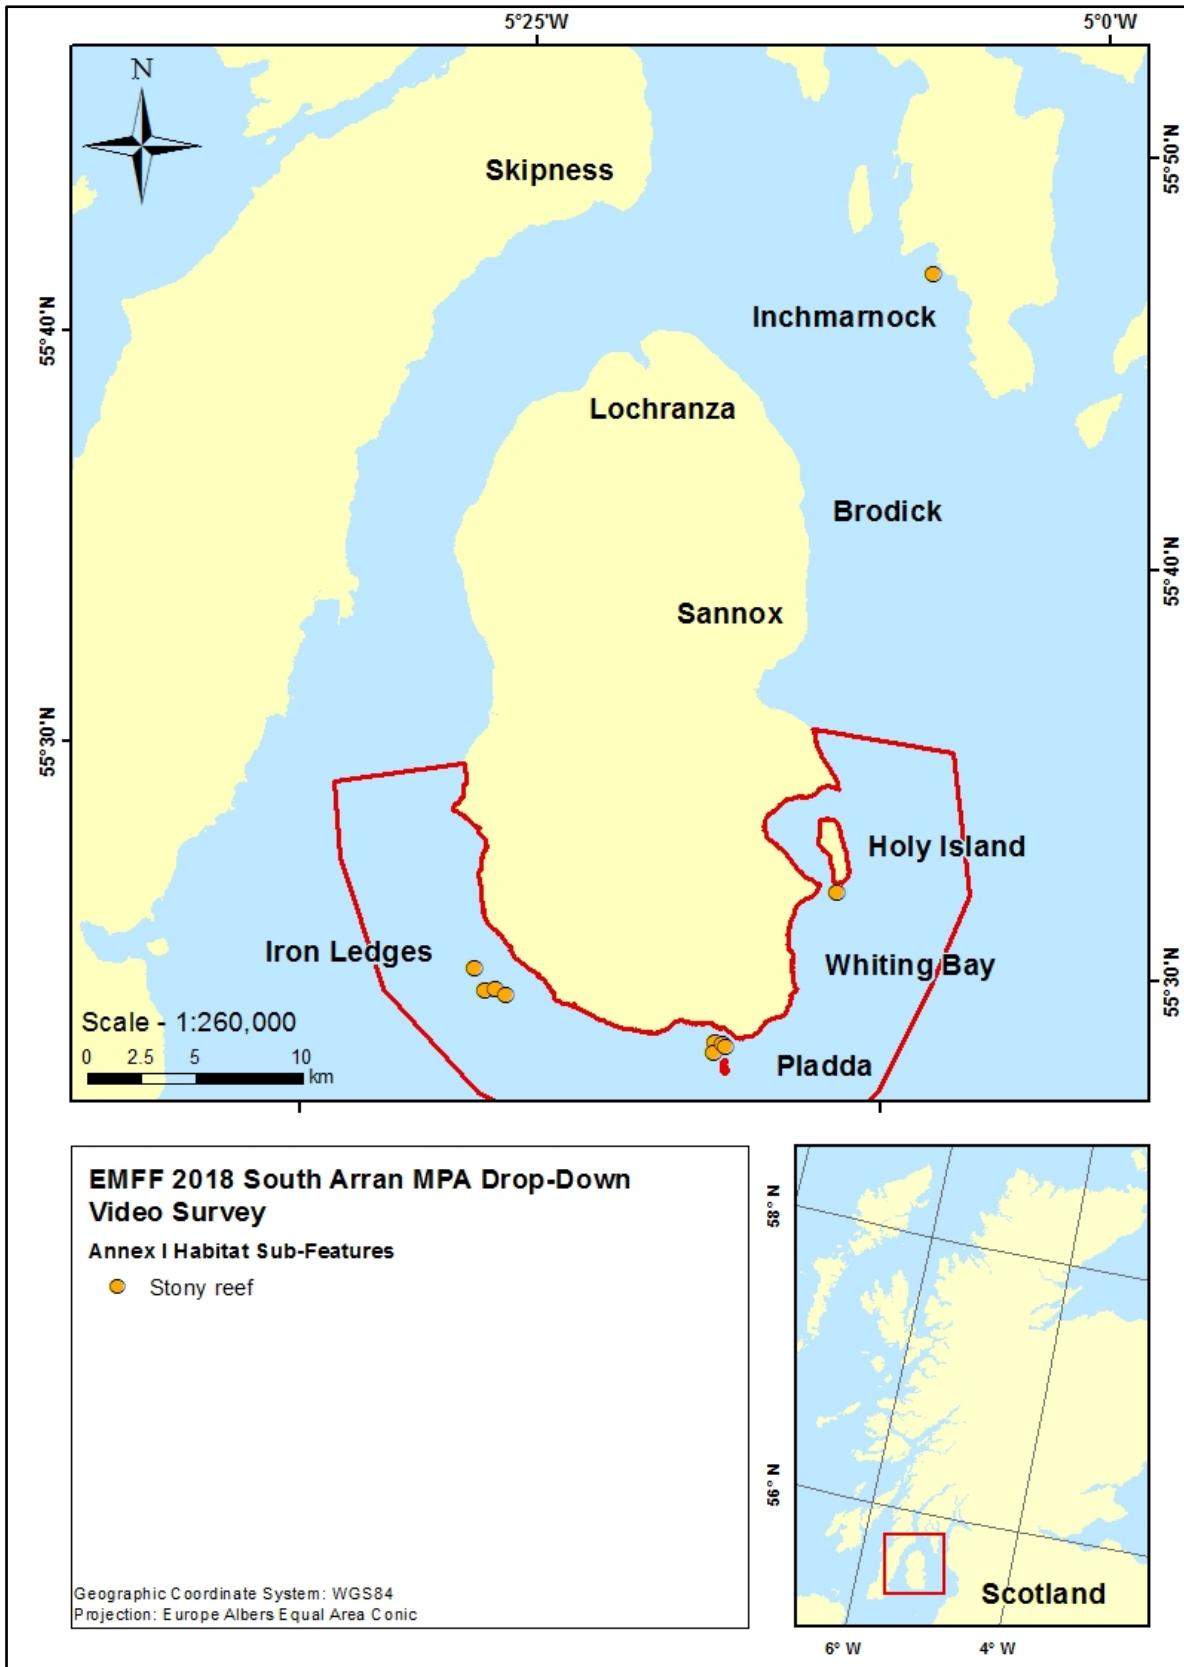 5°25'W
5°0'W
N
55°50'N
Skipness
Inchmarnock
55°40'N
Lochranza
Brodick
55°40'N
Sannox
55°30'N
Holy Island
Iron Ledges
Whiting Bay
55°30'N
Scale - 1:260,000
0 2.5 5 10
km
Pladda
EMFF 2018 South Arran MPA Drop-Down
Video Survey
Annex I Habitat Sub-Features
Stony reef
Geographic Coordinate System: WGS84
Projection: Europe Albers Equal Area Conic
58° N
56° N
Scotland
6° W
4° W